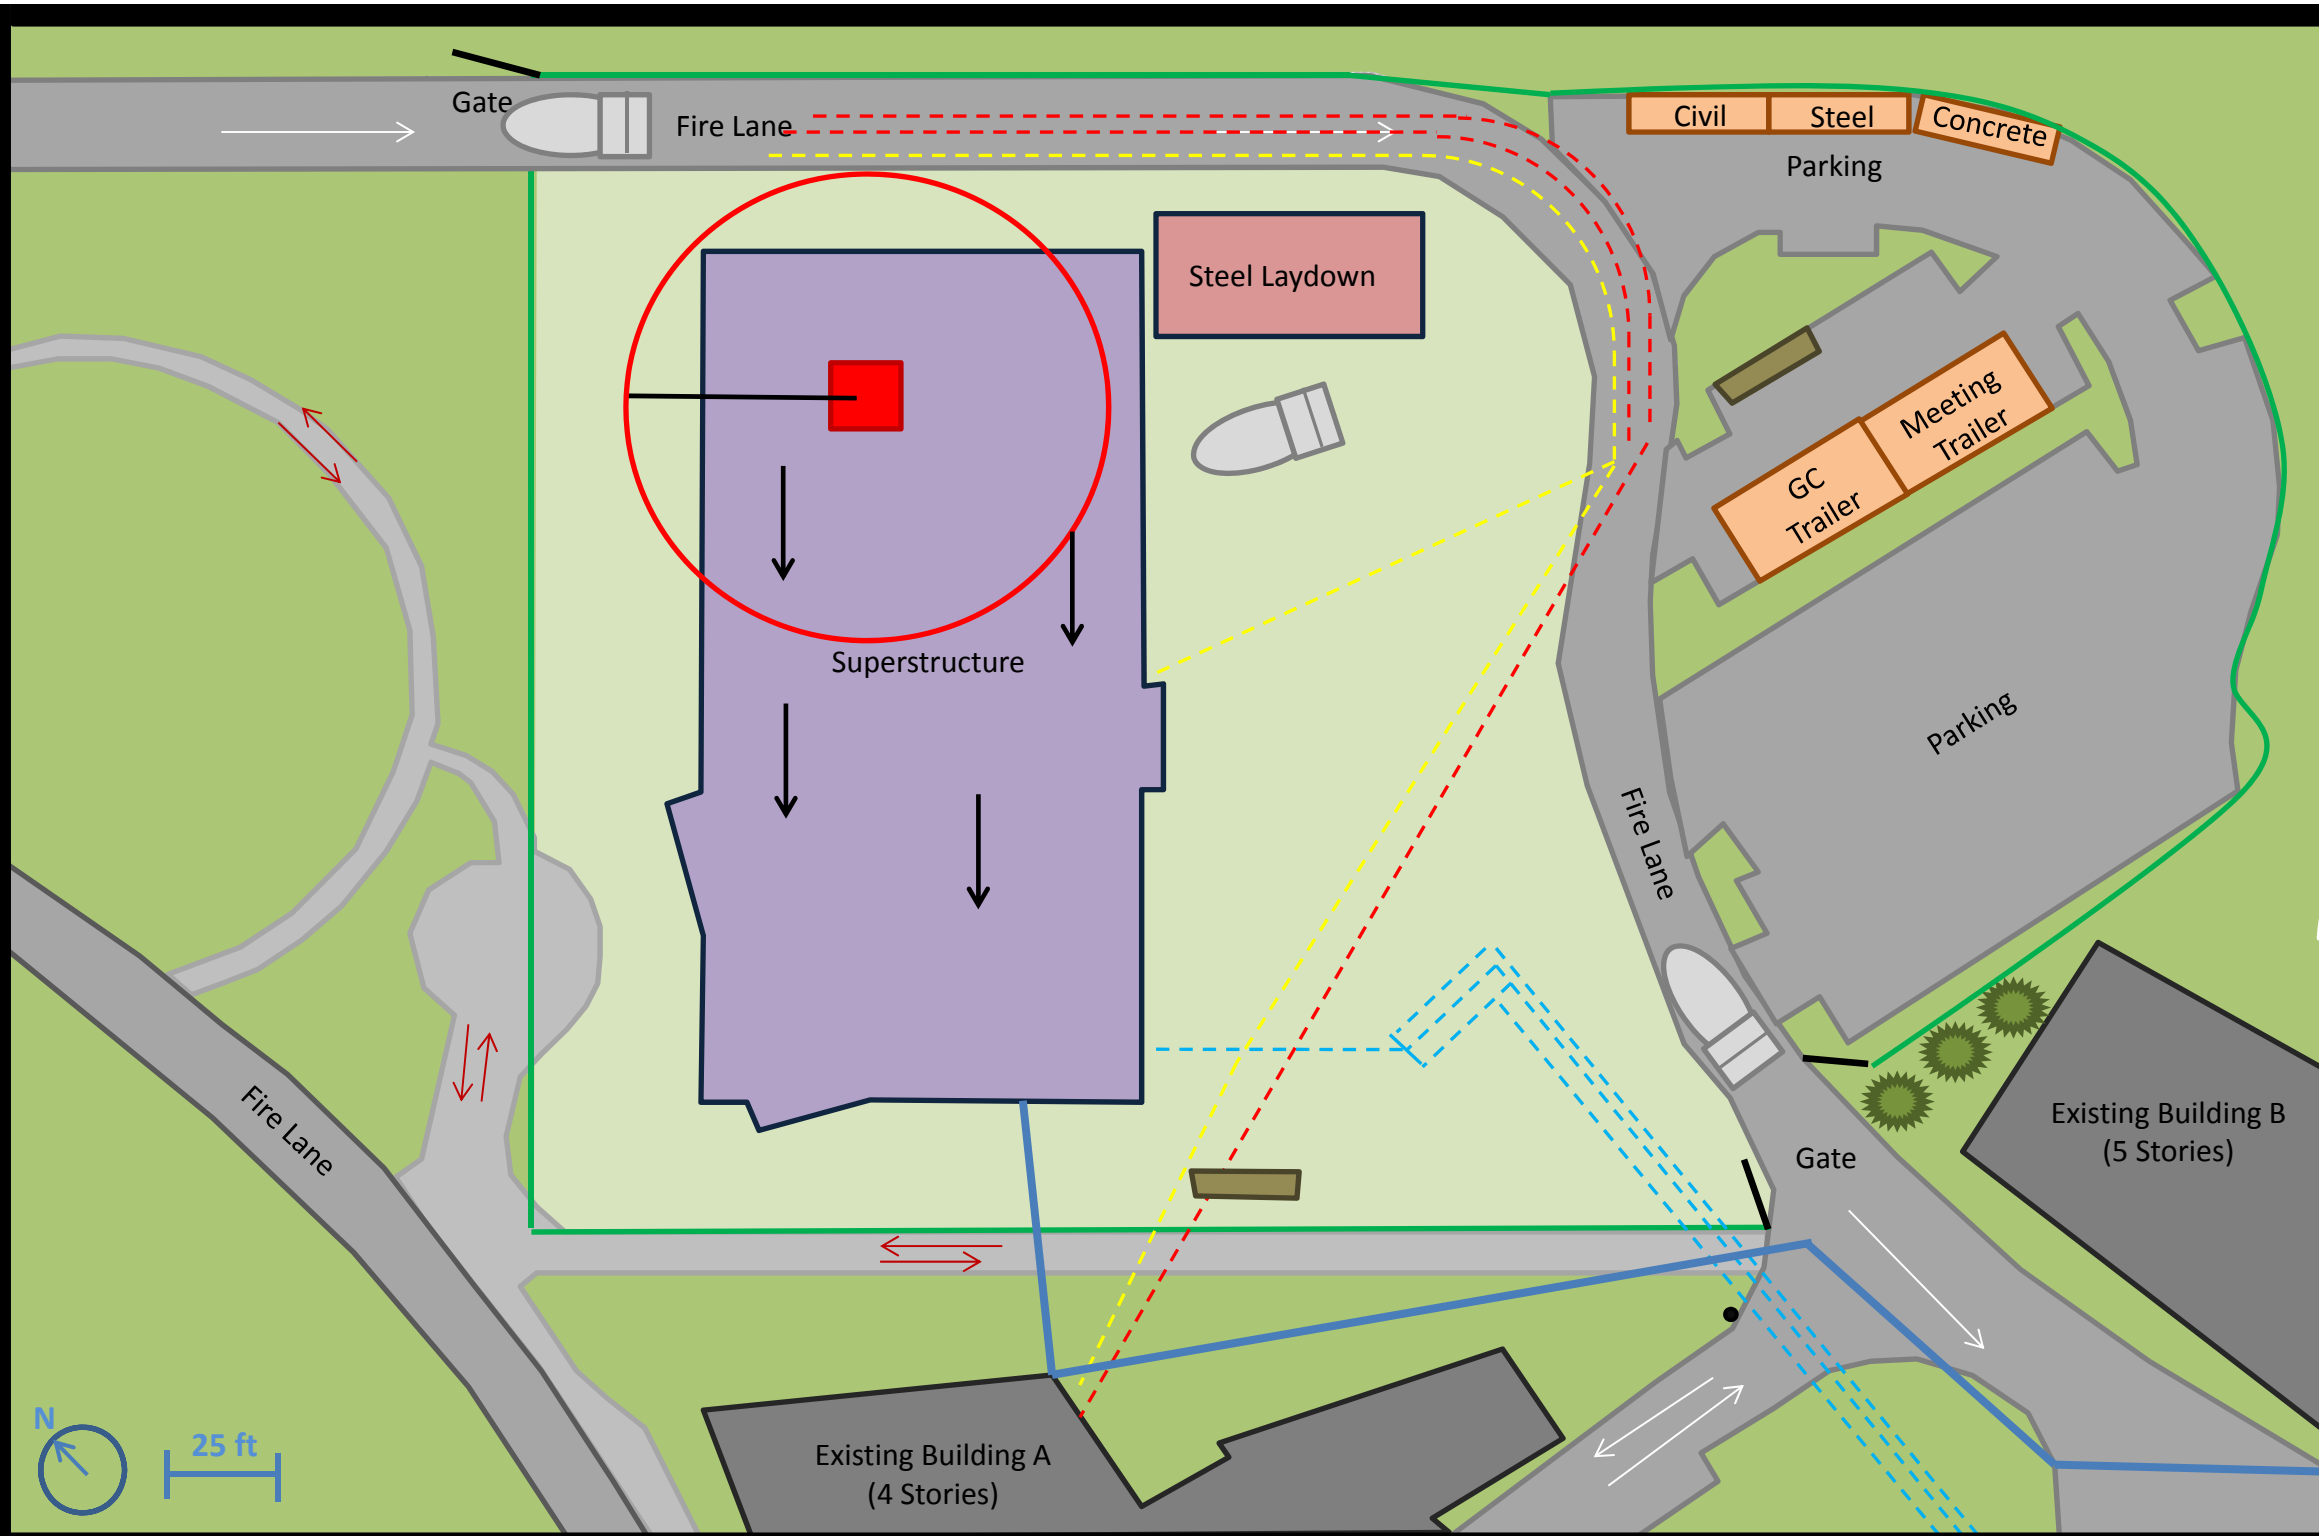 Gate
Fire Lane
Civil
Steel
Concrete
Parking
Steel Laydown
Meeting
Trailer
GC
Trailer
Superstructure
Parking
Fire Lane
Fire Lane
Gate
Existing Building B
(5 Stories)
N
25 ft
Existing Building A
(4 Stories)